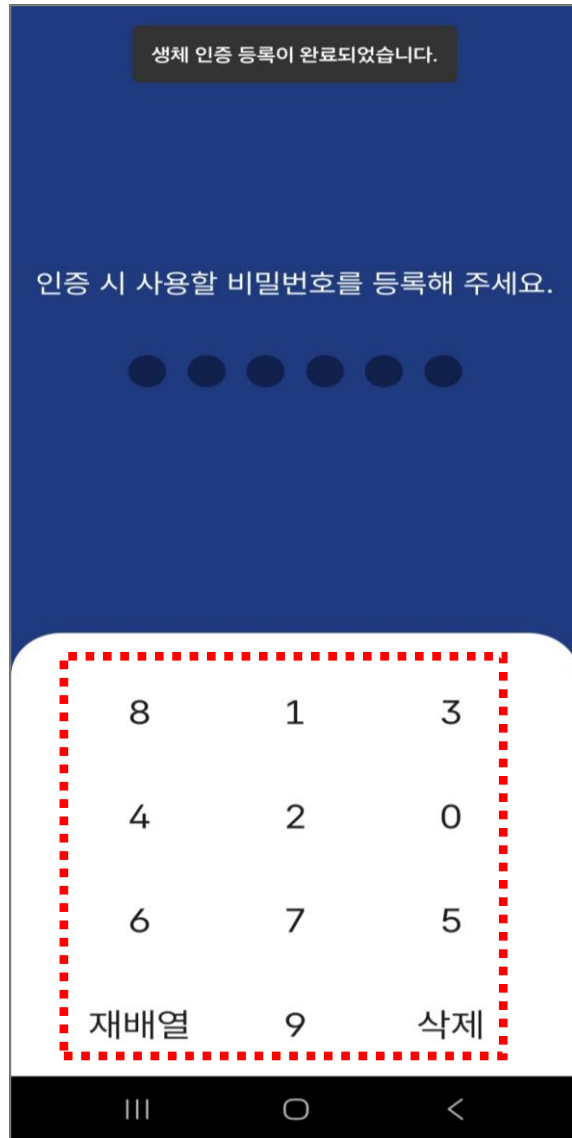 생체 인증 등록이 완료되었습니다.
인증 시 사용할 비밀번호를 등록해 주세요.
8 1 3
4 2 0
6 7 5
재배열 9 삭제